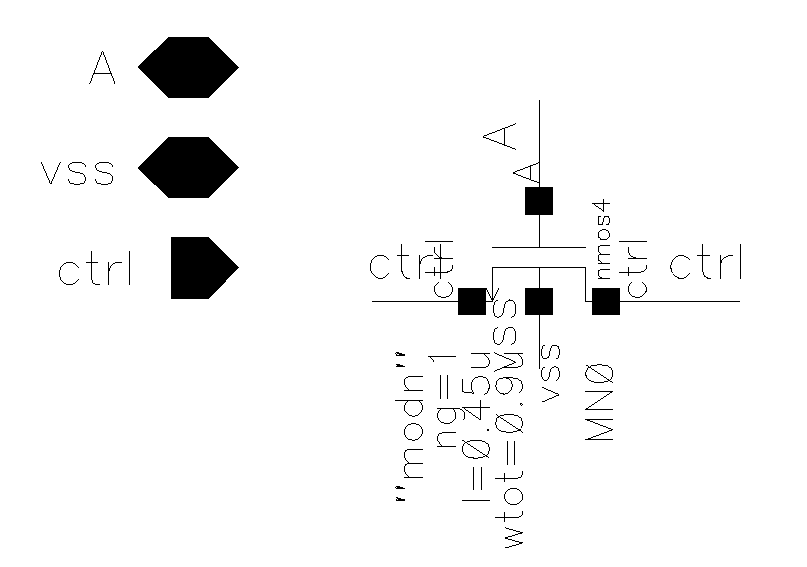 A
vss
ctrl
A
A
nmos4
ctrl
ctrl
ctrl
ctrl
vss
vss
"modn"
ng=1
l=0.45u
wtot=0.9u
MN0